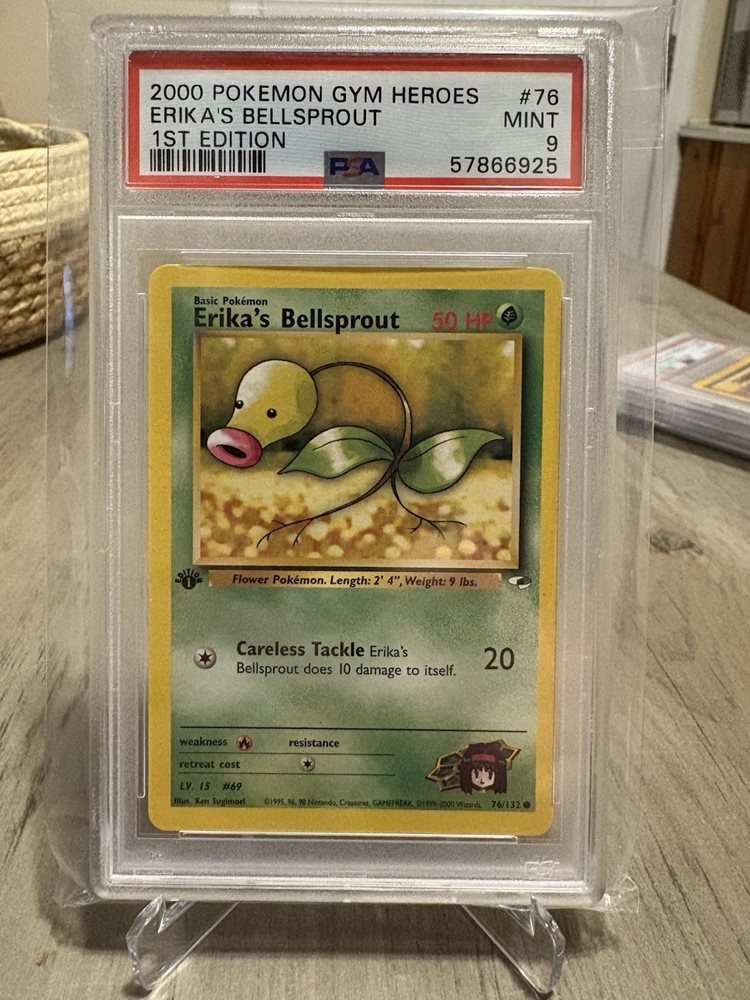 2000 POKEMON GYM HEROES #76
ERIKA'S BELLSPROUT MINT
1ST EDITION 9
PSA 57866925
Basic Pokémon
Erika's Bellsprout 50 HP
EDITION
1
Flower Pokémon. Length: 2' 4", Weight: 9 lbs.
Careless Tackle Erika's
Bellsprout does 10 damage to itself. 20
weakness resistance
retreat cost
LV. 15 #69
Illus. Ken Sugimori ©1995, 96, 98 Nintendo, Creatures, GAMEFREAK. ©1999-2000 Wizards. 76/132